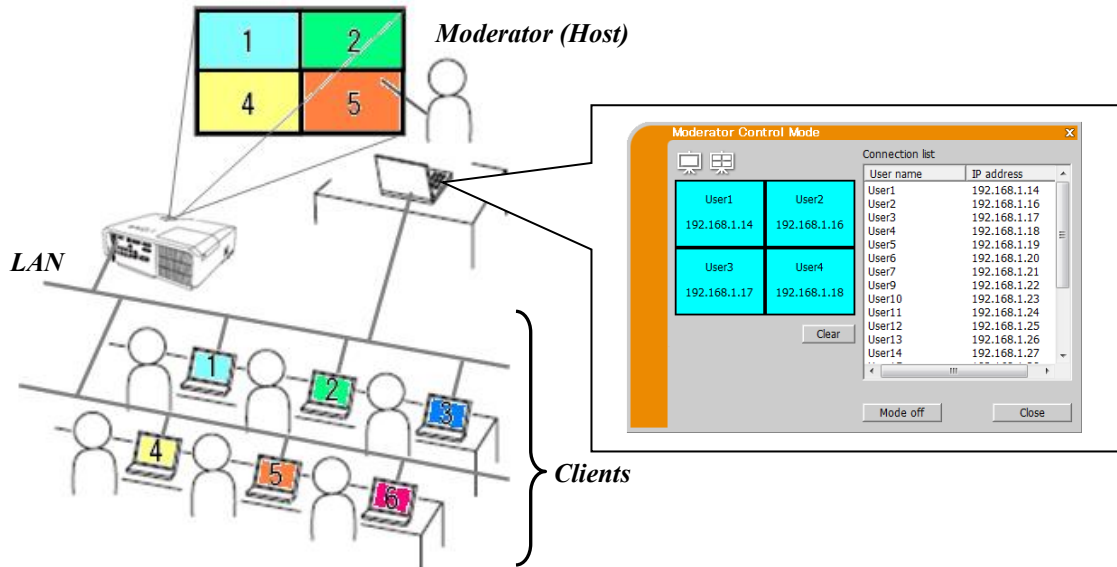 1 2
4 5
Moderator (Host)
LAN
1
2
3
4
5
6
Clients
Moderator Control Mode x
Connection list
User name IP address
User1 192.168.1.14
User2 192.168.1.16
User3 192.168.1.17
User4 192.168.1.18
User5 192.168.1.19
User6 192.168.1.20
User7 192.168.1.21
User9 192.168.1.22
User10 192.168.1.23
User11 192.168.1.24
User12 192.168.1.25
User13 192.168.1.26
User14 192.168.1.27
User1 User2
192.168.1.14 192.168.1.16
User3 User4
192.168.1.17 192.168.1.18
Clear
Mode off Close